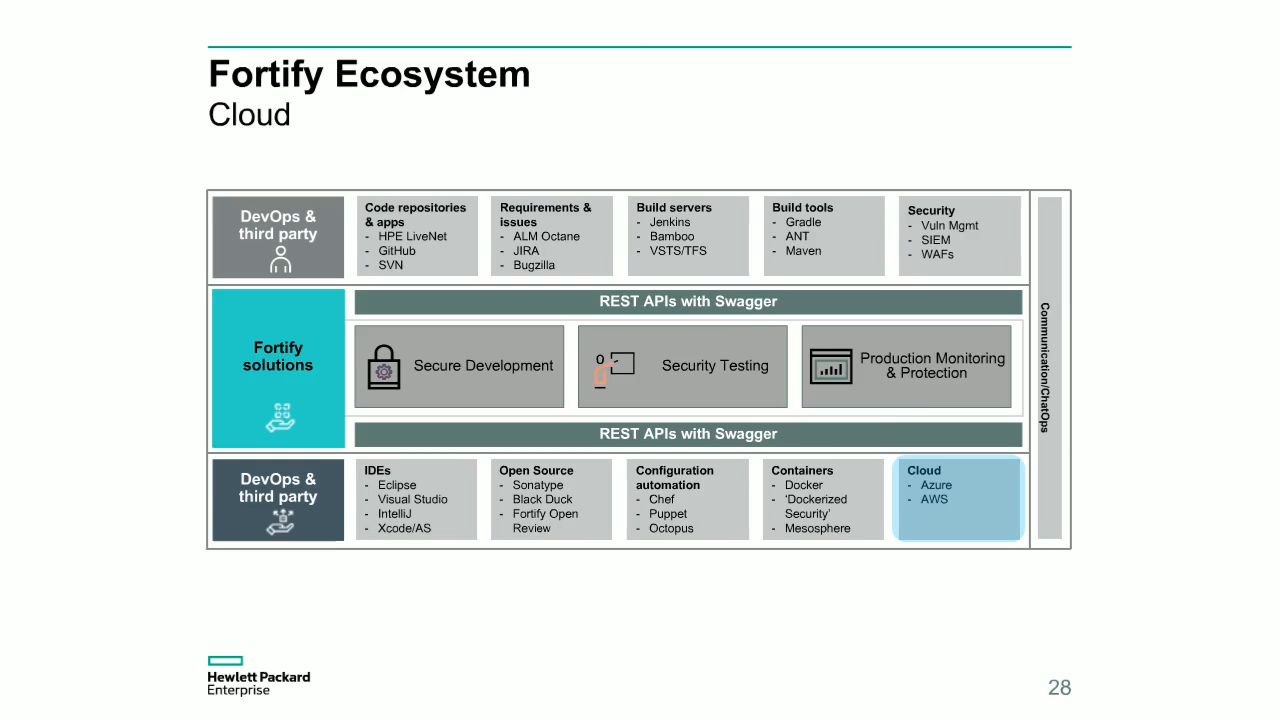 Fortify Ecosystem
Cloud
DevOps &
third party
Code repositories
& apps
- HPE LiveNet
- GitHub
- SVN
Requirements &
issues
- ALM Octane
- JIRA
- Bugzilla
Build servers
- Jenkins
- Bamboo
- VSTS/TFS
Build tools
- Gradle
- ANT
- Maven
Security
- Vuln Mgmt
- SIEM
- WAFs
Communication/ChatOps
Fortify
solutions
REST APIs with Swagger
Secure Development
Security Testing
Production Monitoring
& Protection
REST APIs with Swagger
DevOps &
third party
IDEs
- Eclipse
- Visual Studio
- IntelliJ
- Xcode/AS
Open Source
- Sonatype
- Black Duck
- Fortify Open
Review
Configuration
automation
- Chef
- Puppet
- Octopus
Containers
- Docker
- ‘Dockerized
Security’
- Mesosphere
Cloud
- Azure
- AWS
Hewlett Packard
Enterprise
28